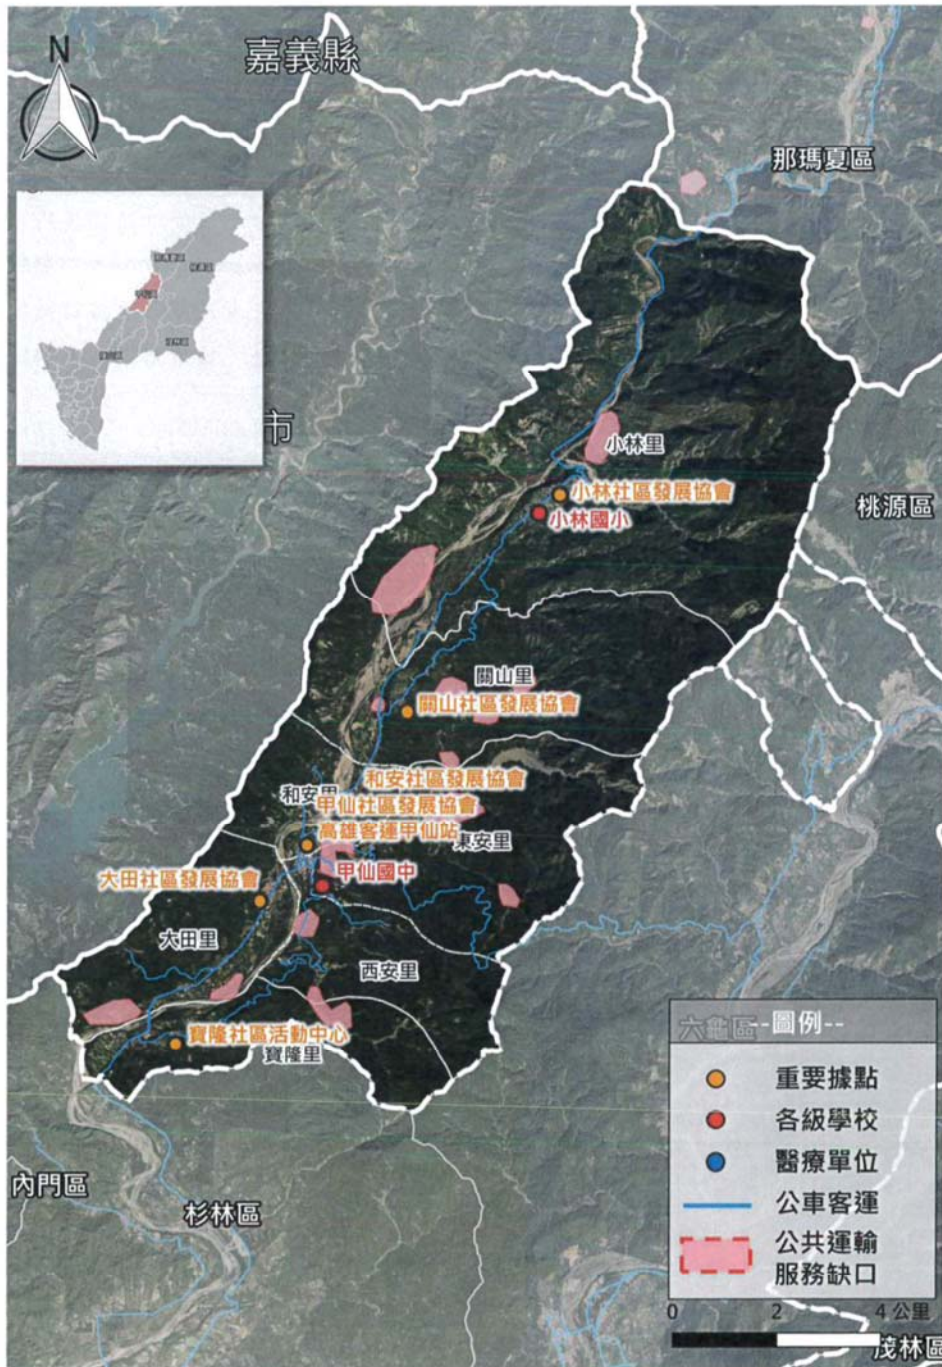 N
嘉義縣
那瑪夏區
市
小林里
小林社區發展協會
小林國小
桃源區
關山里
關山社區發展協會
和安社區發展協會
和安里
甲仙社區發展協會
高雄客運甲仙站
東安里
甲仙國中
大田社區發展協會
大田里
西安里
寶隆社區活動中心
寶隆里
內門區
杉林區
六龜區
--圖例--
重要據點
各級學校
醫療單位
公車客運
公共運輸
服務缺口
0 2 4 公里
茂林區